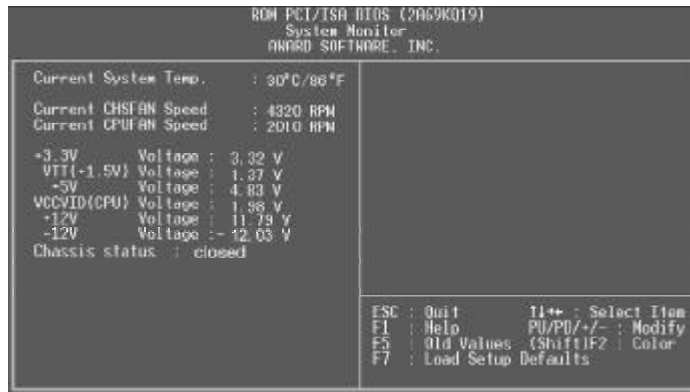 ROM PCI/ISA BIOS (2A69KQ19)
System Monitor
AWARD SOFTWARE. INC.
Current System Temp. : 30°C/86°F
Current CHSFAN Speed : 4320 RPM
Current CPUFAN Speed : 2010 RPM
+3.3V Voltage : 3.32 V
VTT(+1.5V) Voltage : 1.37 V
+5V Voltage : 4.83 V
VCCVID(CPU) Voltage : 1.98 V
+12V Voltage : 11.79 V
-12V Voltage :- 12.03 V
Chassis status : closed
ESC : Quit ↑↓→← : Select Item
F1 : Help PU/PD/+/- : Modify
F5 : Old Values (Shift)F2 : Color
F7 : Load Setup Defaults